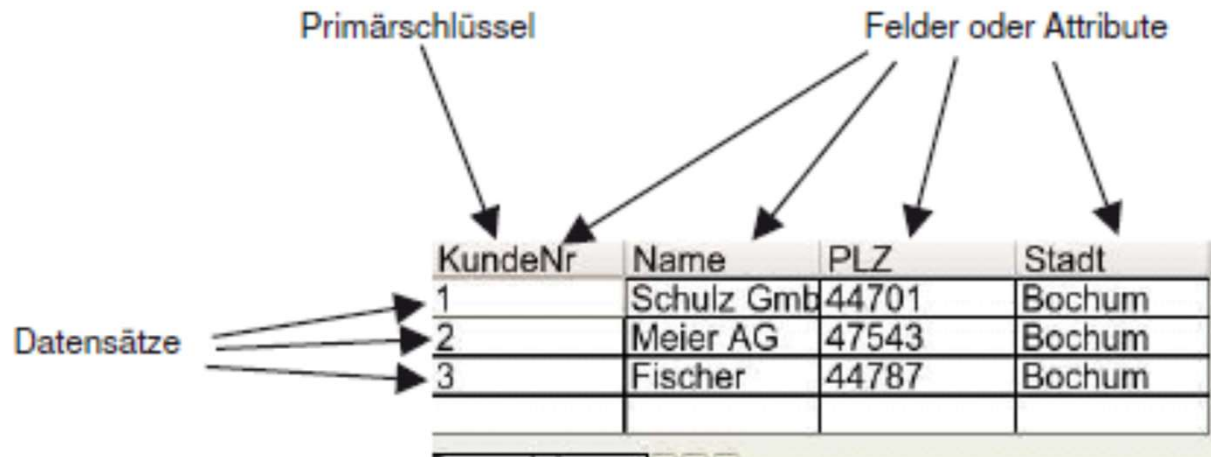 Primärschlüssel Felder oder Attribute
KundeNr Name PLZ Stadt
1 Schulz Gmb 44701 Bochum
Datensätze 2 Meier AG 47543 Bochum
3 Fischer 44787 Bochum